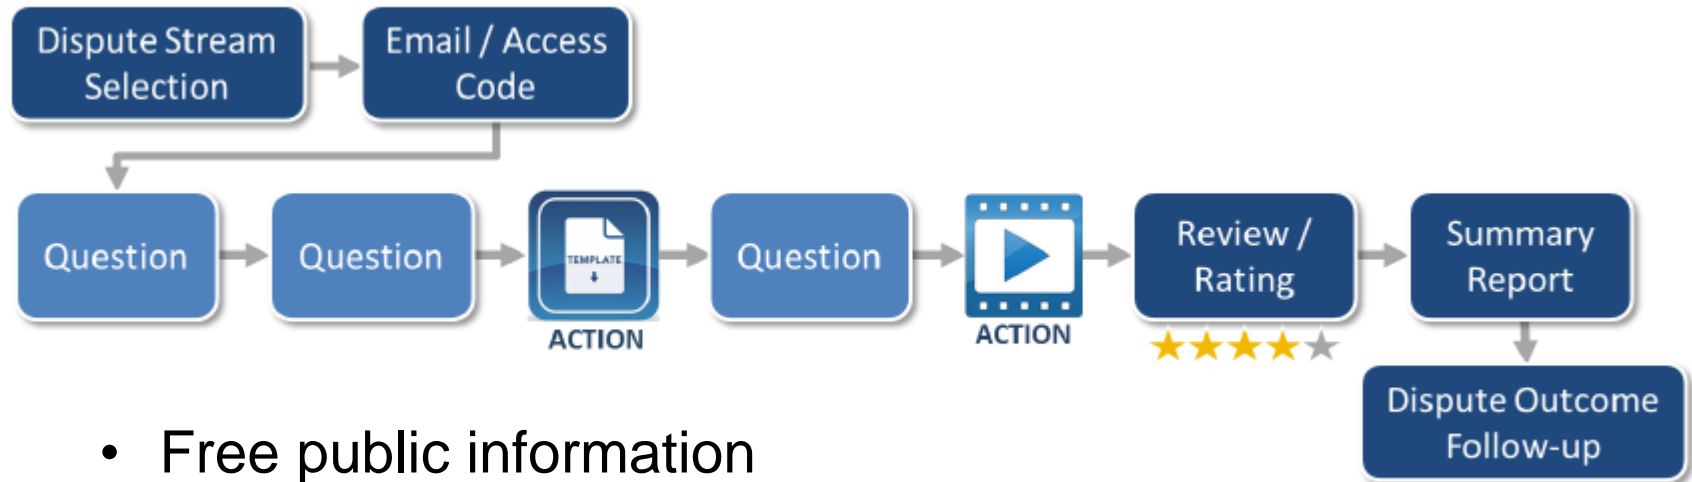 Dispute Stream
Selection
Email / Access
Code
Question
Question
TEMPLATE
ACTION
Question
ACTION
Review /
Rating
Summary
Report
Dispute Outcome
Follow-up
• Free public information